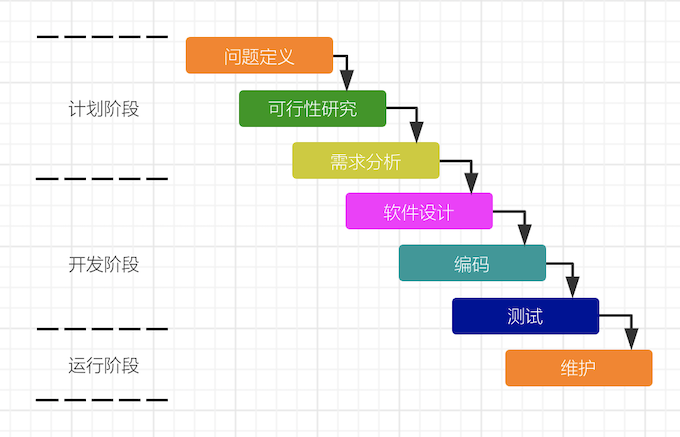 问题定义
计划阶段
可行性研究
需求分析
软件设计
开发阶段
编码
测试
运行阶段
维护